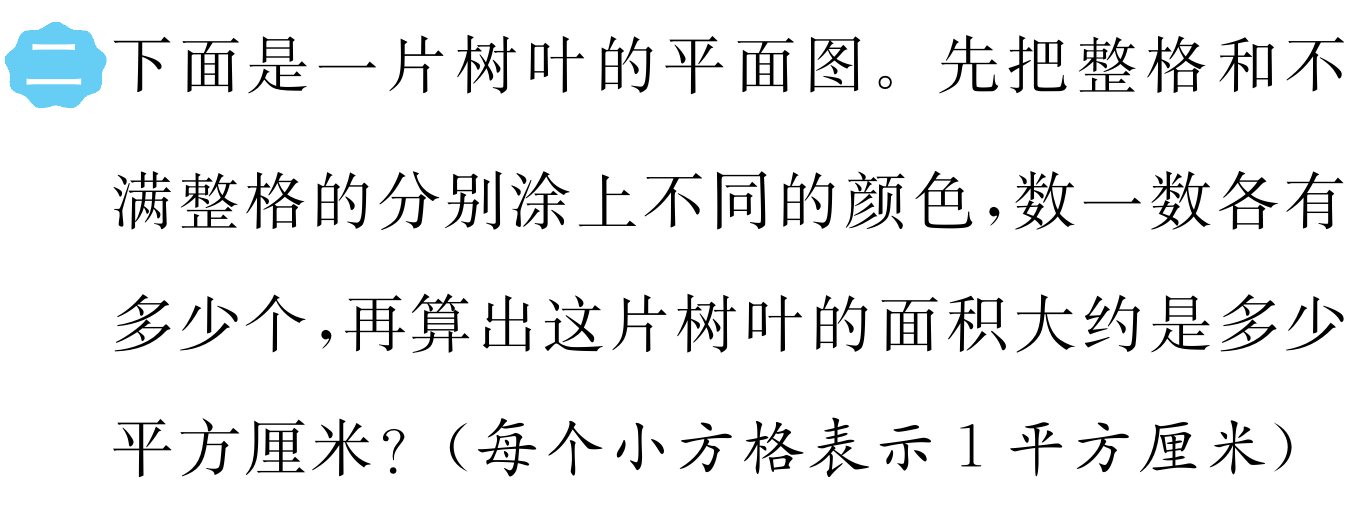 二 下面是一片树叶的平面图。先把整格和不
满整格的分别涂上不同的颜色,数一数各有
多少个,再算出这片树叶的面积大约是多少
平方厘米?(每个小方格表示1平方厘米)